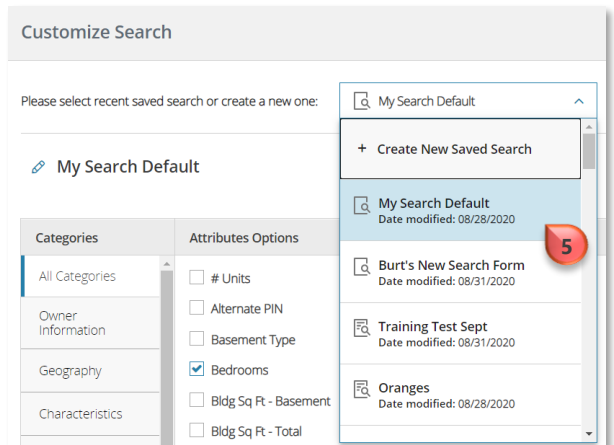 Customize Search
Please select recent saved search or create a new one:
My Search Default
+ Create New Saved Search
My Search Default
My Search Default
Date modified: 08/28/2020
5
Burt's New Search Form
Date modified: 08/31/2020
Training Test Sept
Date modified: 08/31/2020
Oranges
Date modified: 08/28/2020
Categories
All Categories
Owner
Information
Geography
Characteristics
Attributes Options
# Units
Alternate PIN
Basement Type
Bedrooms
Bldg Sq Ft - Basement
Bldg Sq Ft - Total